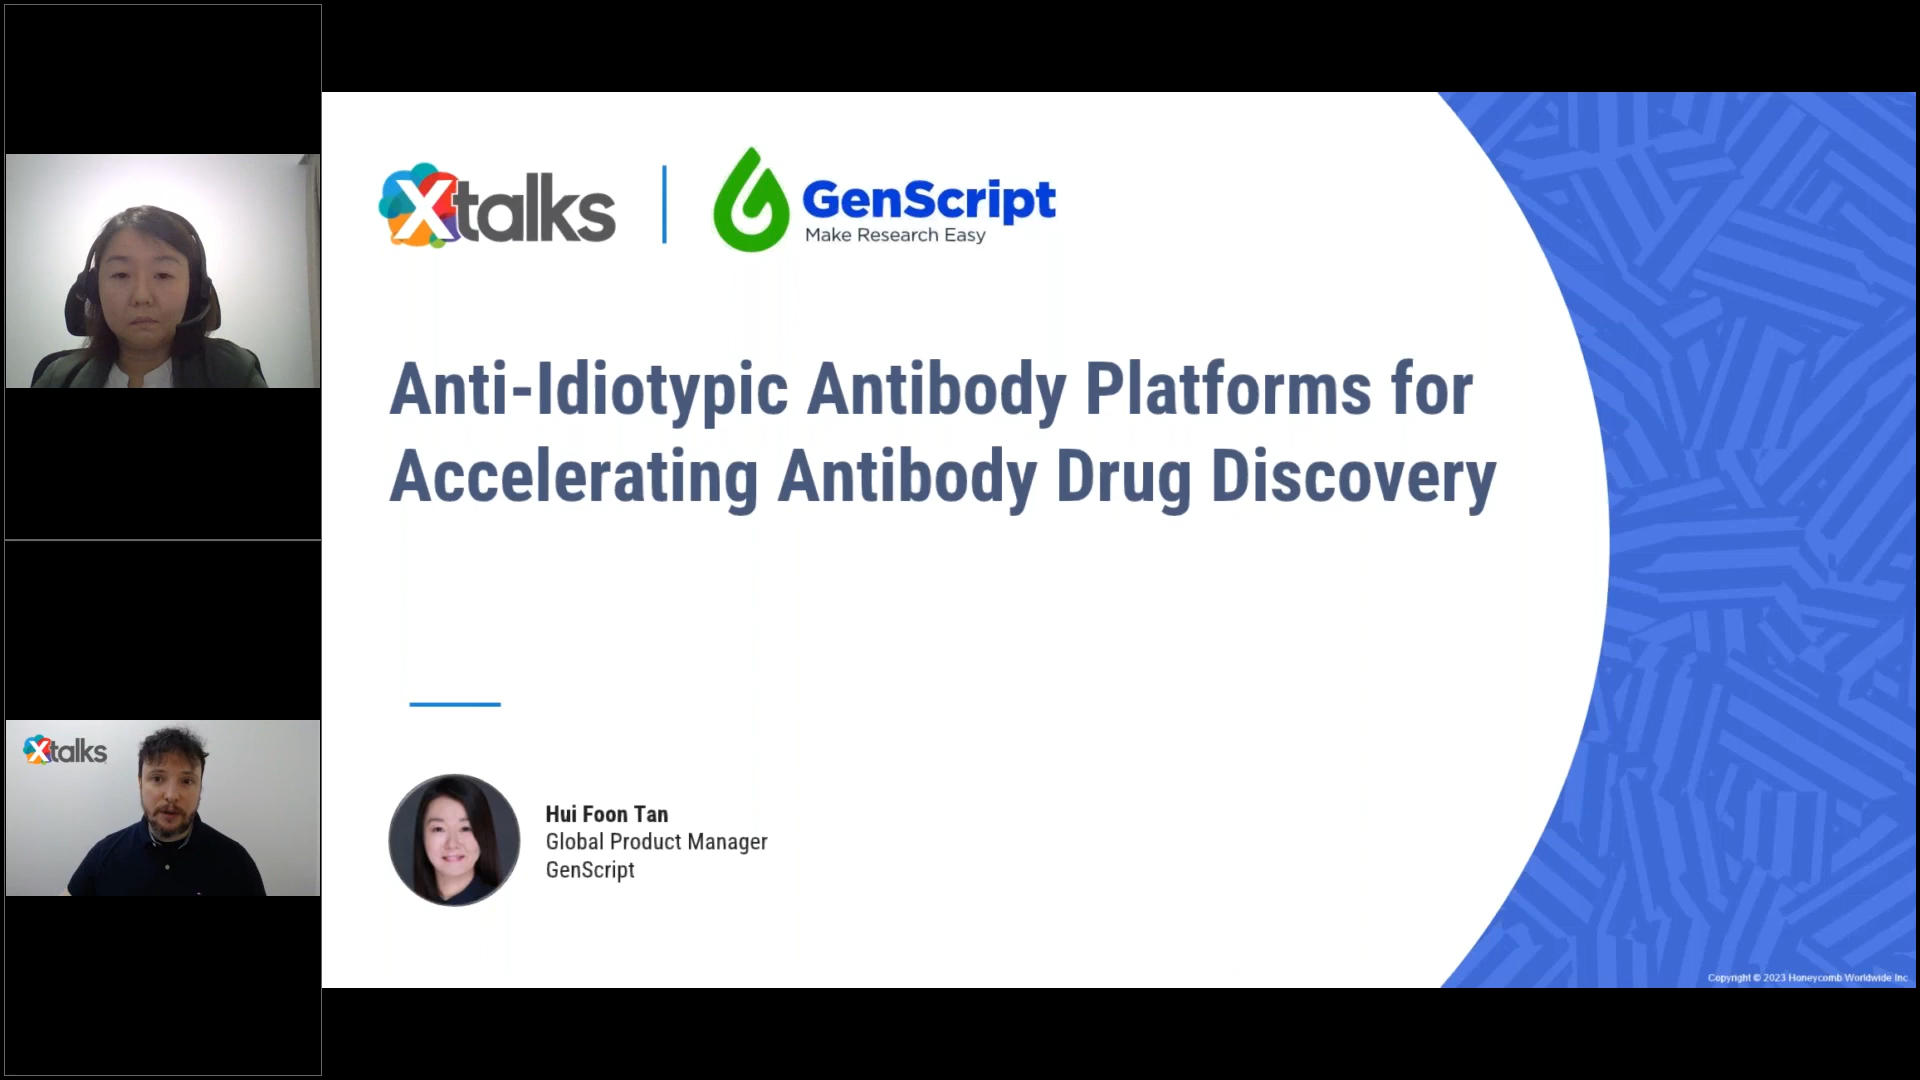 Xtalks
GenScript
Make Research Easy
Anti-Idiotypic Antibody Platforms for
Accelerating Antibody Drug Discovery
Hui Foon Tan
Global Product Manager
GenScript
Xtalks
Copyright © 2023 Honeycomb Worldwide Inc